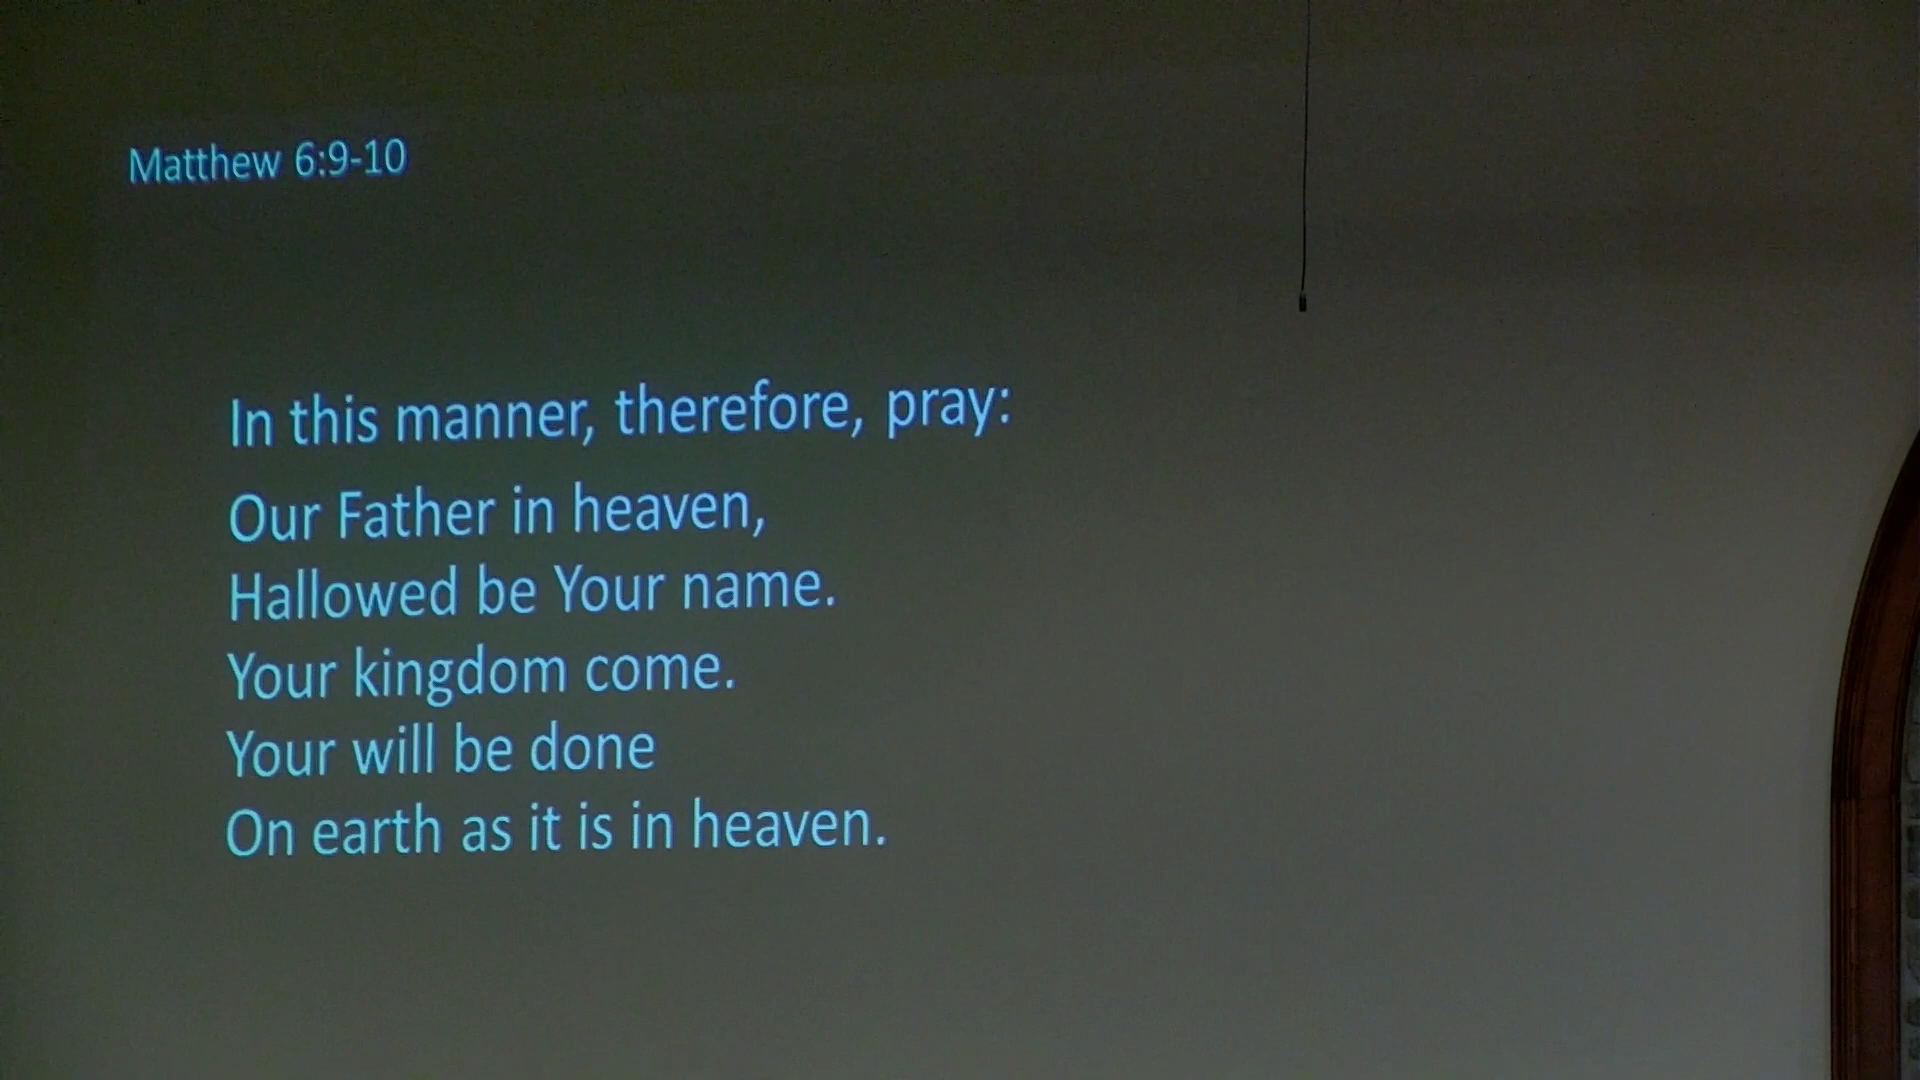 Matthew 6:9-10
In this manner, therefore, pray:
Our Father in heaven,
Hallowed be Your name.
Your kingdom come.
Your will be done
On earth as it is in heaven.